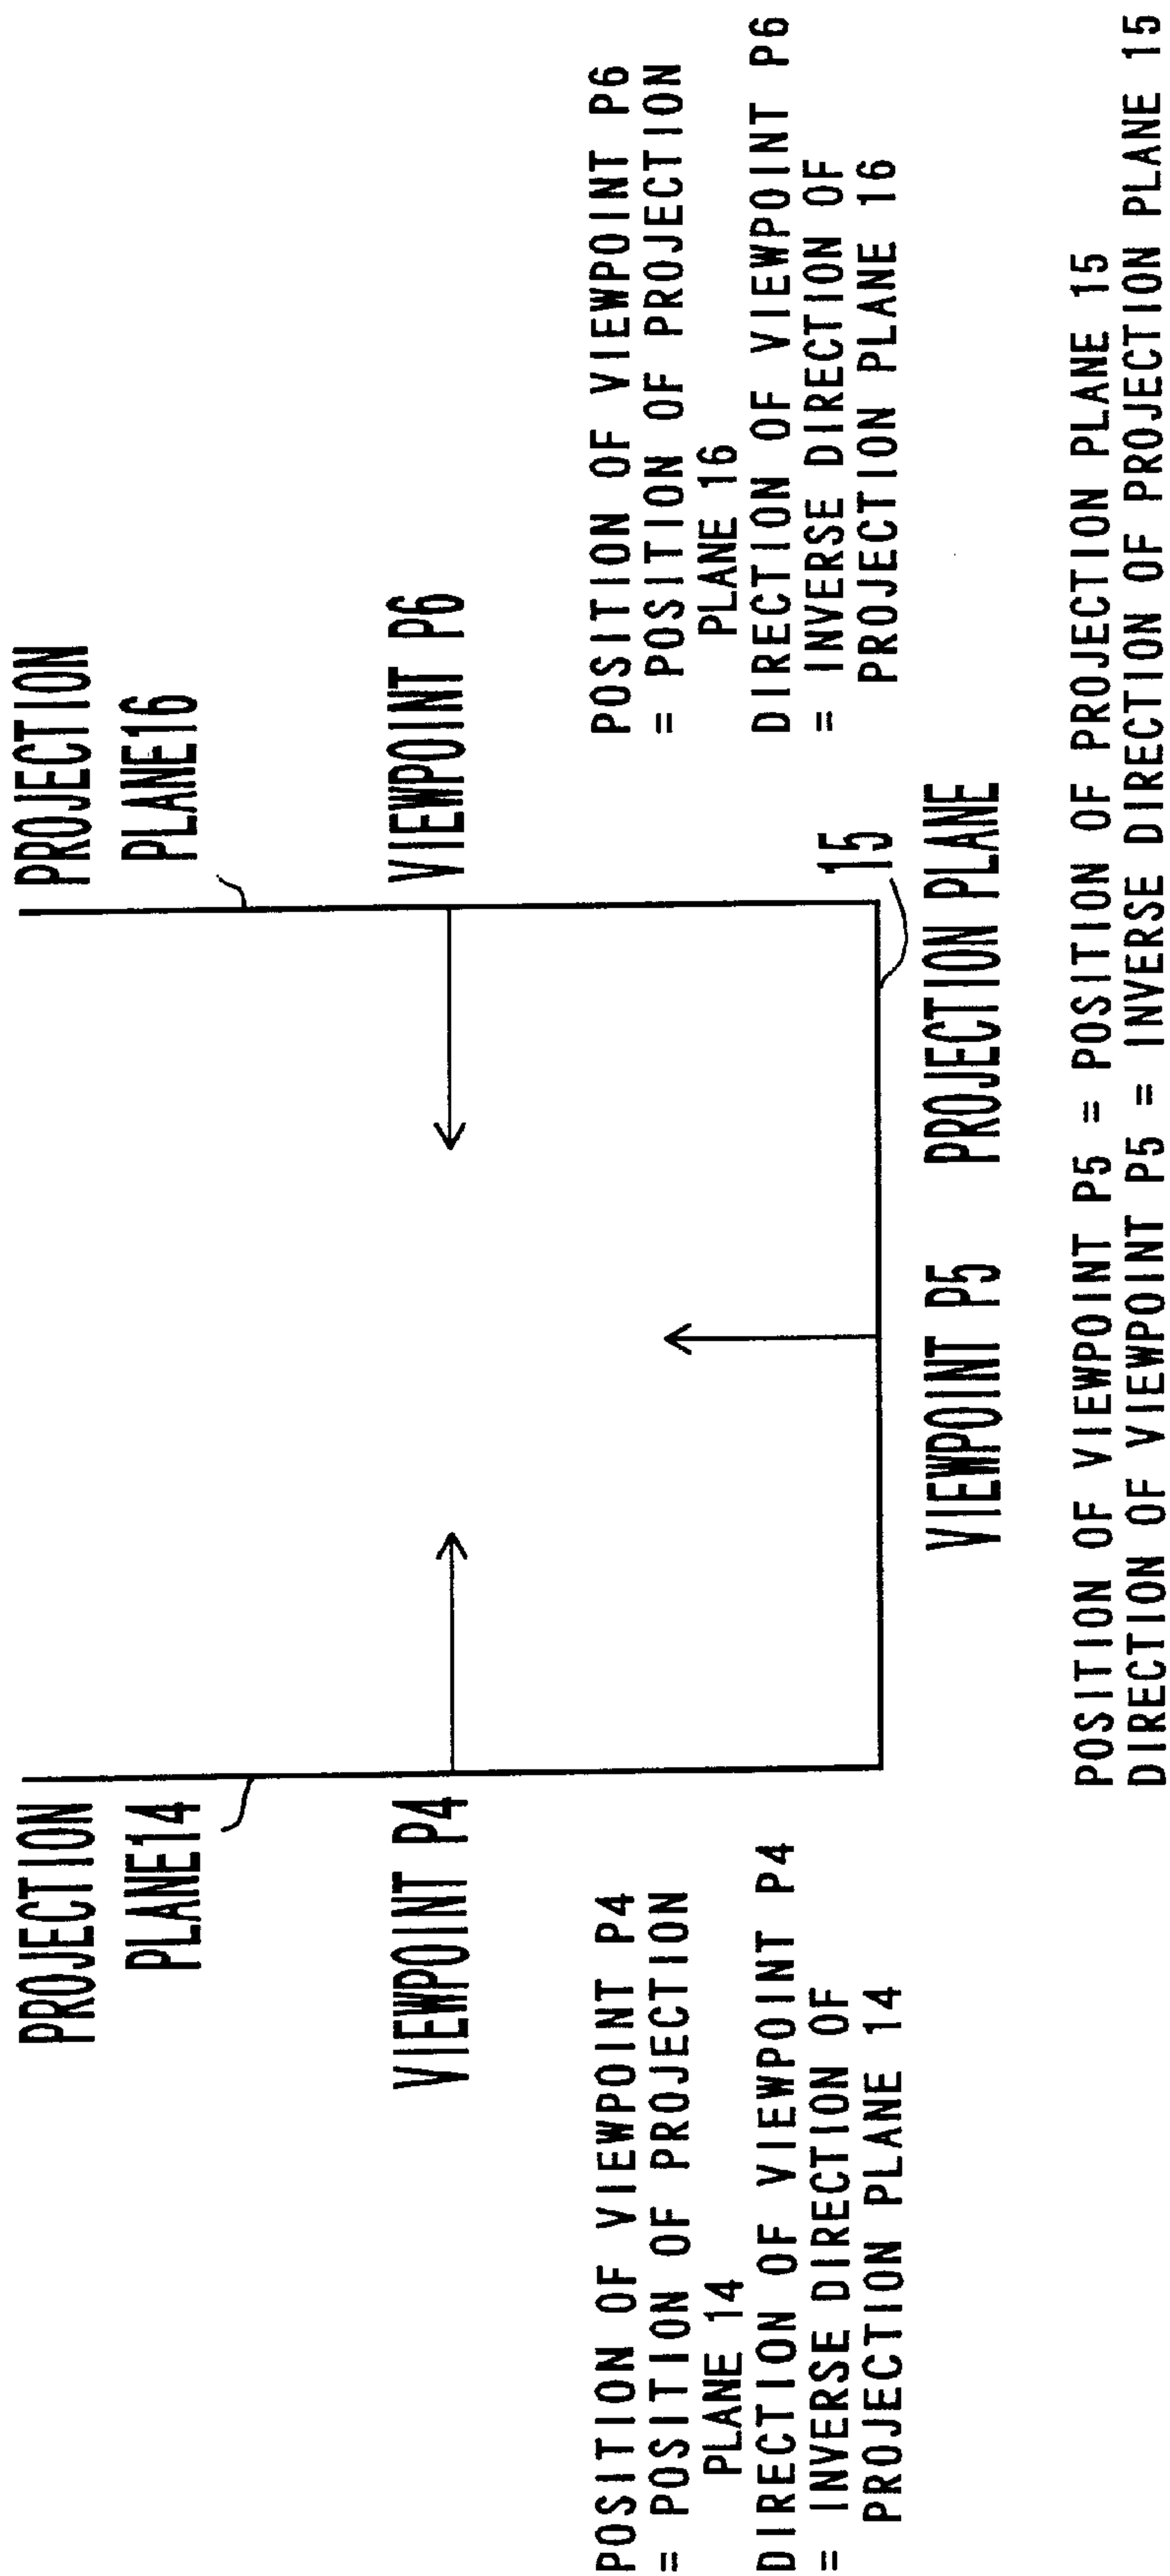 PROJECTION
PLANE14
VIEWPOINT P4
POSITION OF VIEWPOINT P4
= POSITION OF PROJECTION
PLANE 14
DIRECTION OF VIEWPOINT P4
= INVERSE DIRECTION OF
PROJECTION PLANE 14
PROJECTION
PLANE16
VIEWPOINT P6
POSITION OF VIEWPOINT P6
= POSITION OF PROJECTION
PLANE 16
DIRECTION OF VIEWPOINT P6
= INVERSE DIRECTION OF
PROJECTION PLANE 16
15
VIEWPOINT P5 PROJECTION PLANE
POSITION OF VIEWPOINT P5 = POSITION OF PROJECTION PLANE 15
DIRECTION OF VIEWPOINT P5 = INVERSE DIRECTION OF PROJECTION PLANE 15